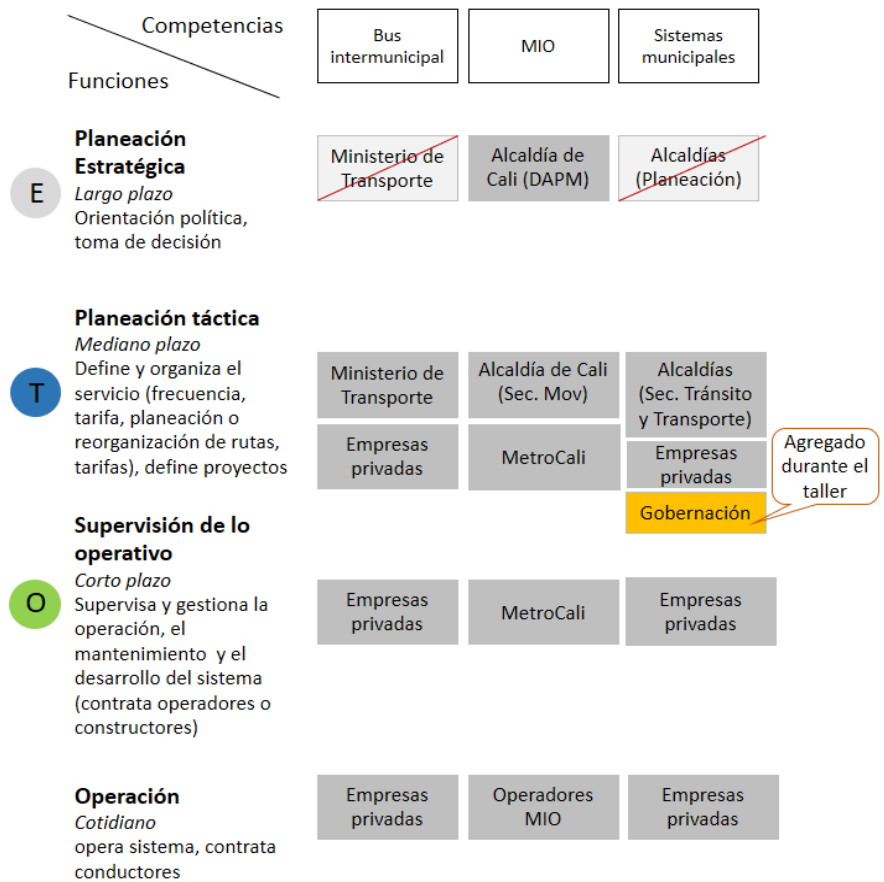 Competencias
Funciones
Bus
intermunicipal
MIO
Sistemas
municipales
E
Planeación
Estratégica
Largo plazo
Orientación política,
toma de decisión
Ministerio de
Transporte
Alcaldía de
Cali (DAPM)
Alcaldías
(Planeación)
T
Planeación táctica
Mediano plazo
Define y organiza el
servicio (frecuencia,
tarifa, planeación o
reorganización de rutas,
tarifas), define proyectos
Ministerio de
Transporte
Empresas
privadas
Alcaldía de Cali
(Sec. Mov)
MetroCali
Alcaldías
(Sec. Tránsito
y Transporte)
Empresas
privadas
Gobernación
Agregado
durante el
taller
O
Supervisión de lo
operativo
Corto plazo
Supervisa y gestiona la
operación, el
mantenimiento y el
desarrollo del sistema
(contrata operadores o
constructores)
Empresas
privadas
MetroCali
Empresas
privadas
Operación
Cotidiano
opera sistema, contrata
conductores
Empresas
privadas
Operadores
MIO
Empresas
privadas